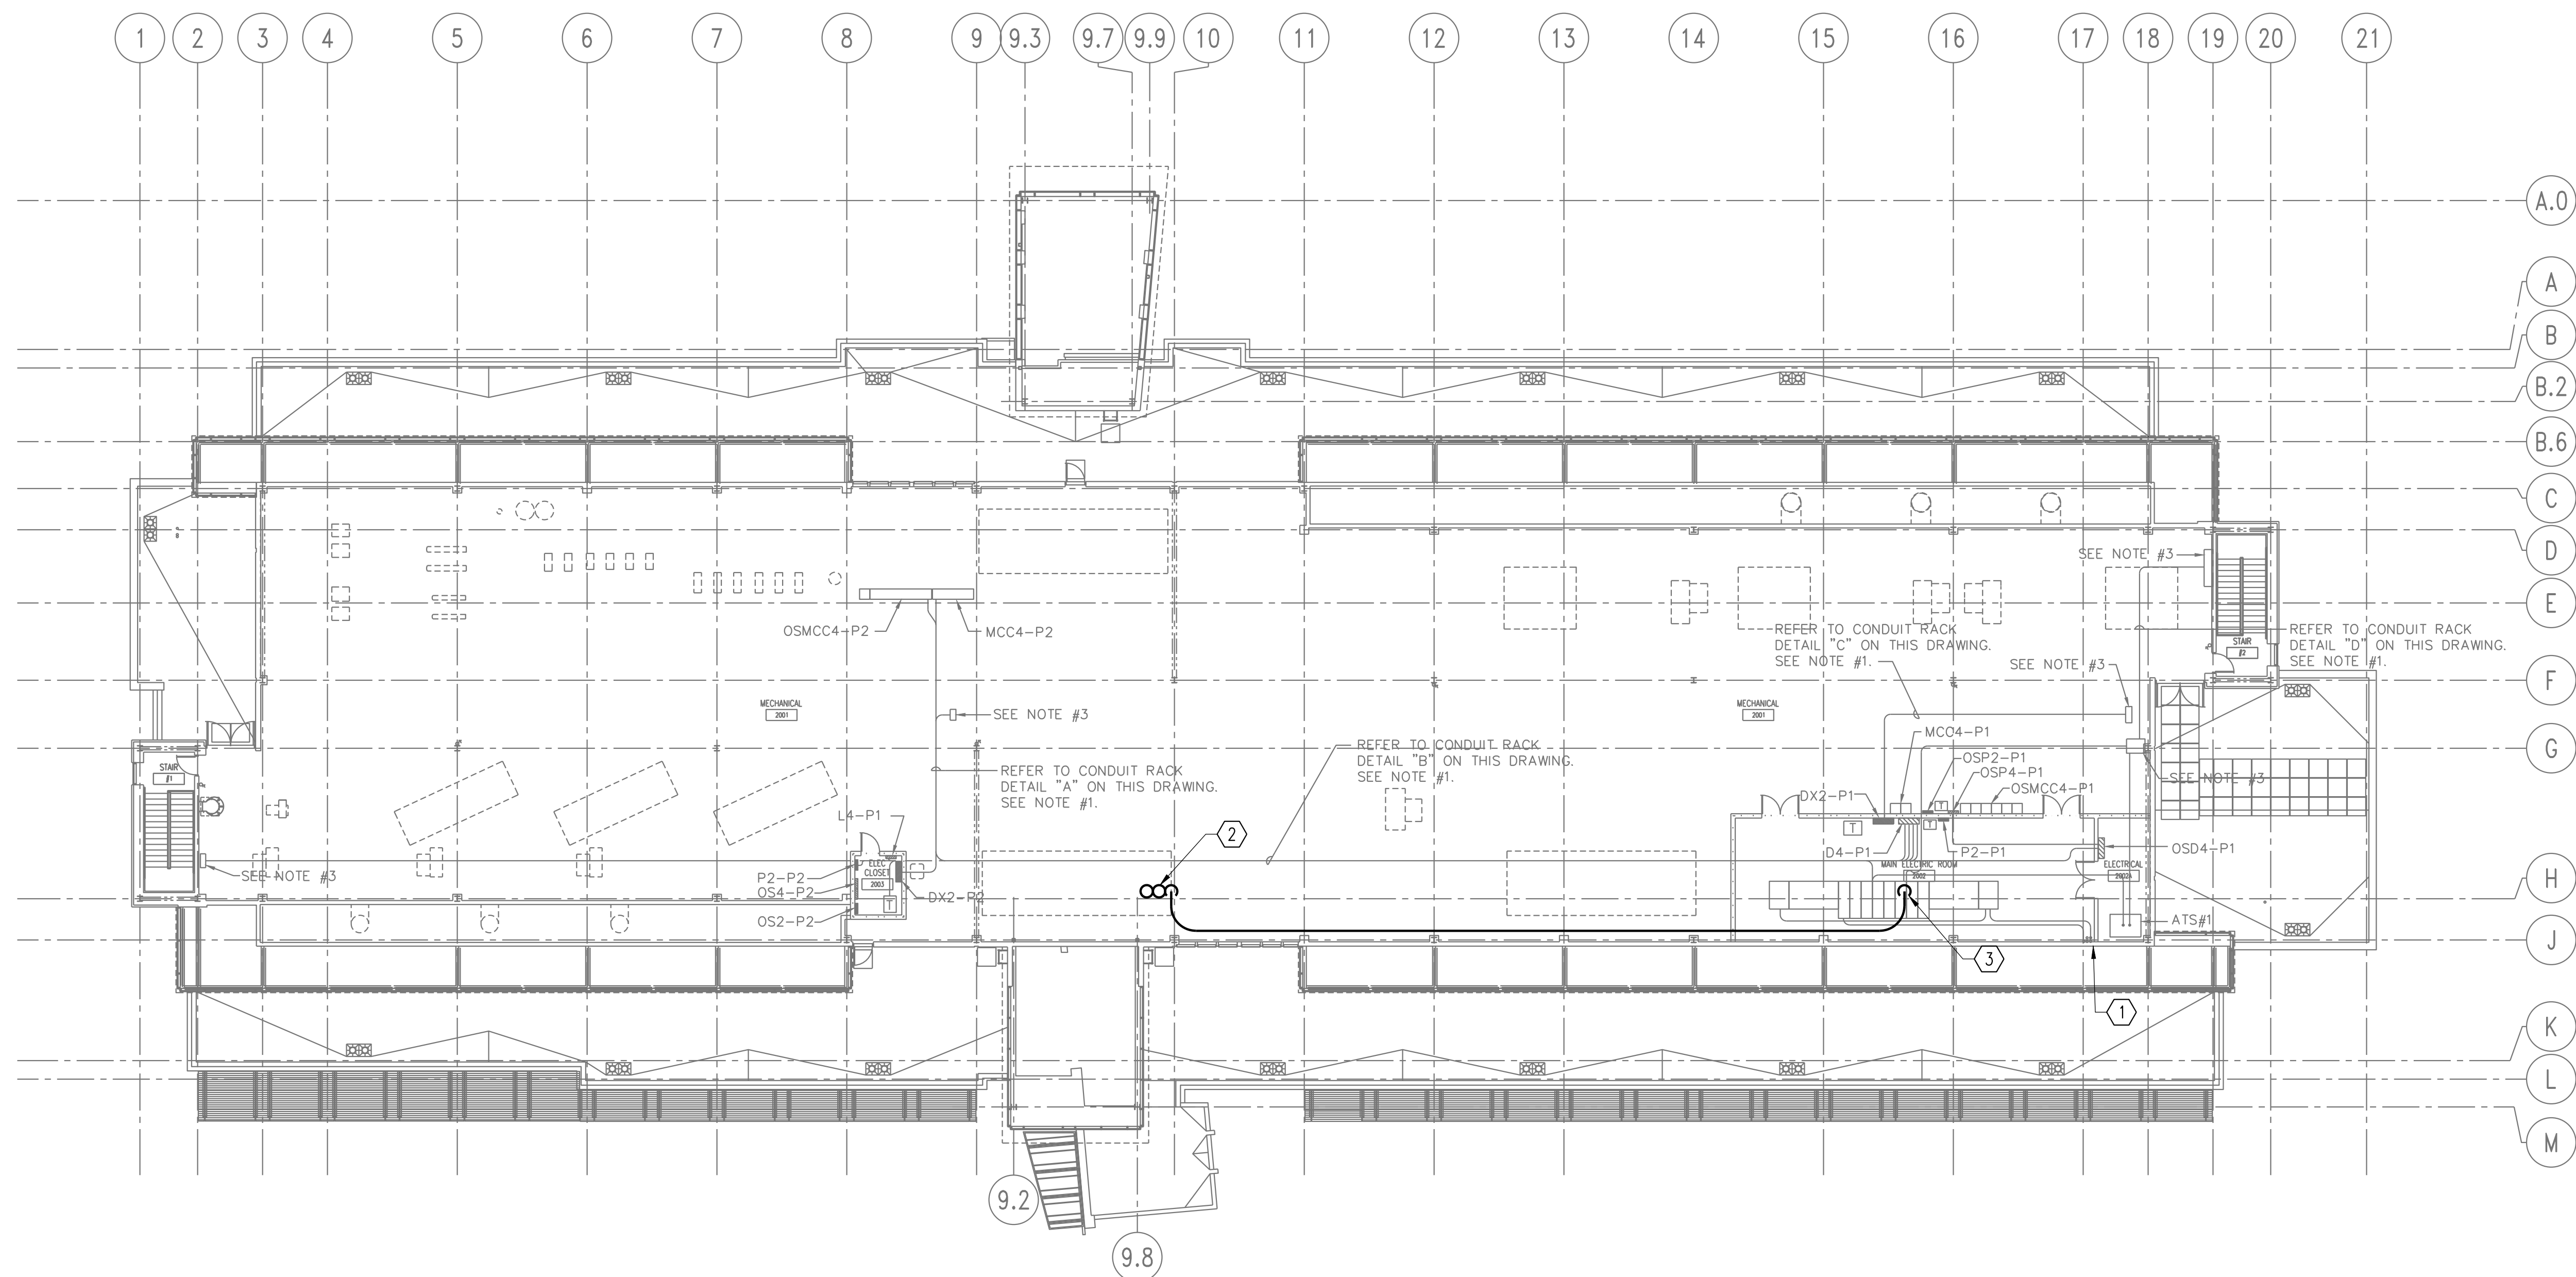 1 2 3 4 5 6 7 8 9 9.3 9.7 9.9 10 11 12 13 14 15 16 17 18 19 20 21
A.0
A
B
B.2
B.6
C
D
E
F
G
H
J
K
L
M
SEE NOTE #3
OSMCC4-P2
MCC4-P2
REFER TO CONDUIT RACK
DETAIL "C" ON THIS DRAWING.
SEE NOTE #1.
REFER TO CONDUIT RACK
DETAIL "D" ON THIS DRAWING.
SEE NOTE #1.
STAIR
#2
SEE NOTE #3
MECHANICAL
2001
SEE NOTE #3
MECHANICAL
2001
MCC4-P1
REFER TO CONDUIT RACK
DETAIL "B" ON THIS DRAWING.
SEE NOTE #1.
OSP2-P1
OSP4-P1
OSMCC4-P1
SEE NOTE #3
STAIR
#1
REFER TO CONDUIT RACK
DETAIL "A" ON THIS DRAWING.
SEE NOTE #1.
DX2-P1
L4-P1
T
T
T
2
D4-P1
P2-P1
OSD4-P1
SEE NOTE #3
P2-P2
OS4-P2
OS2-P2
ELEC
CLOSET
2003
T
DX2-P2
MAIN ELECTRIC ROOM
2002
ELECTRICAL
2002A
ATS#1
3
1
9.2
9.8